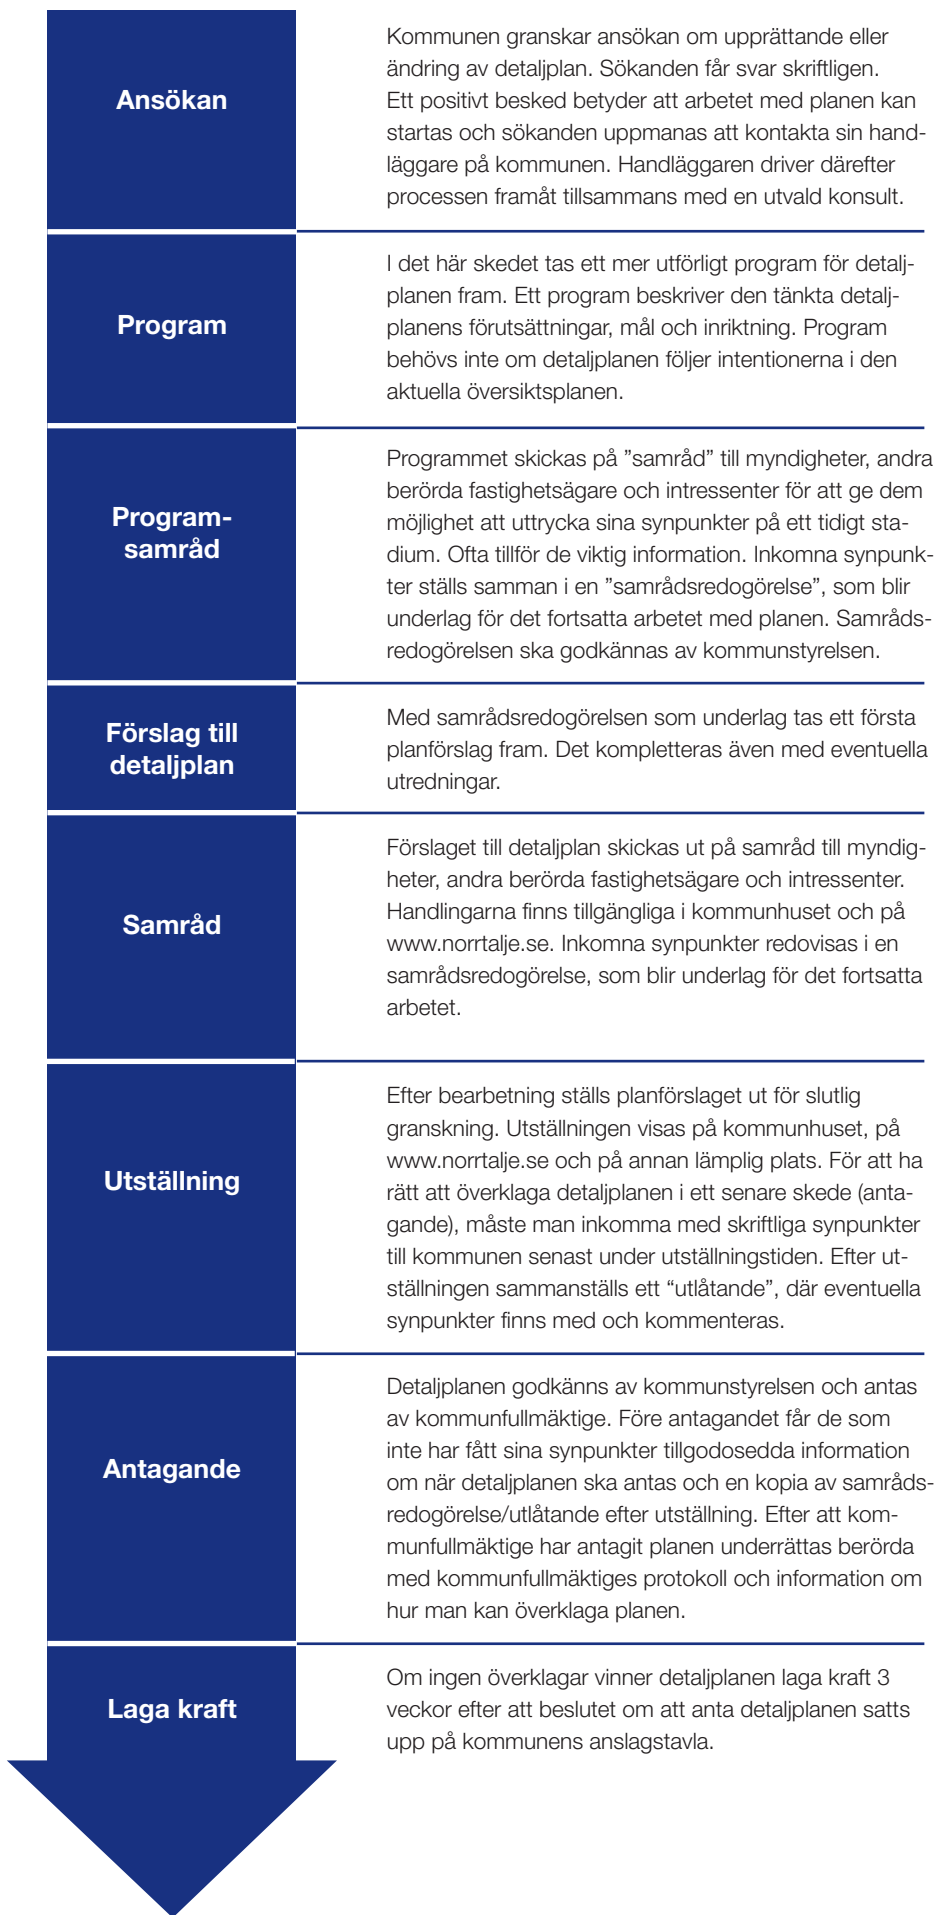 Ansökan
Kommunen granskar ansökan om upprättande eller
ändring av detaljplan. Sökanden får svar skriftligen.
Ett positivt besked betyder att arbetet med planen kan
startas och sökanden uppmanas att kontakta sin hand-
läggare på kommunen. Handläggaren driver därefter
processen framåt tillsammans med en utvald konsult.
Program
I det här skedet tas ett mer utförligt program för detalj-
planen fram. Ett program beskriver den tänkta detalj-
planens förutsättningar, mål och inriktning. Program
behövs inte om detaljplanen följer intentionerna i den
aktuella översiktsplanen.
Program-
samråd
Programmet skickas på ”samråd” till myndigheter, andra
berörda fastighetsägare och intressenter för att ge dem
möjlighet att uttrycka sina synpunkter på ett tidigt sta-
dium. Ofta tillför de viktig information. Inkomna synpunk-
ter ställs samman i en ”samrådsredogörelse”, som blir
underlag för det fortsatta arbetet med planen. Samråds-
redogörelsen ska godkännas av kommunstyrelsen.
Förslag till
detaljplan
Med samrådsredogörelsen som underlag tas ett första
planförslag fram. Det kompletteras även med eventuella
utredningar.
Samråd
Förslaget till detaljplan skickas ut på samråd till myndig-
heter, andra berörda fastighetsägare och intressenter.
Handlingarna finns tillgängliga i kommunhuset och på
www.norrtalje.se. Inkomna synpunkter redovisas i en
samrådsredogörelse, som blir underlag för det fortsatta
arbetet.
Utställning
Efter bearbetning ställs planförslaget ut för slutlig
granskning. Utställningen visas på kommunhuset, på
www.norrtalje.se och på annan lämplig plats. För att ha
rätt att överklaga detaljplanen i ett senare skede (anta-
gande), måste man inkomma med skriftliga synpunkter
till kommunen senast under utställningstiden. Efter ut-
ställningen sammanställs ett “utlåtande”, där eventuella
synpunkter finns med och kommenteras.
Antagande
Detaljplanen godkänns av kommunstyrelsen och antas
av kommunfullmäktige. Före antagandet får de som
inte har fått sina synpunkter tillgodosedda information
om när detaljplanen ska antas och en kopia av samråds-
redogörelse/utlåtande efter utställning. Efter att kom-
munfullmäktige har antagit planen underrättas berörda
med kommunfullmäktiges protokoll och information om
hur man kan överklaga planen.
Laga kraft
Om ingen överklagar vinner detaljplanen laga kraft 3
veckor efter att beslutet om att anta detaljplanen satts
upp på kommunens anslagstavla.